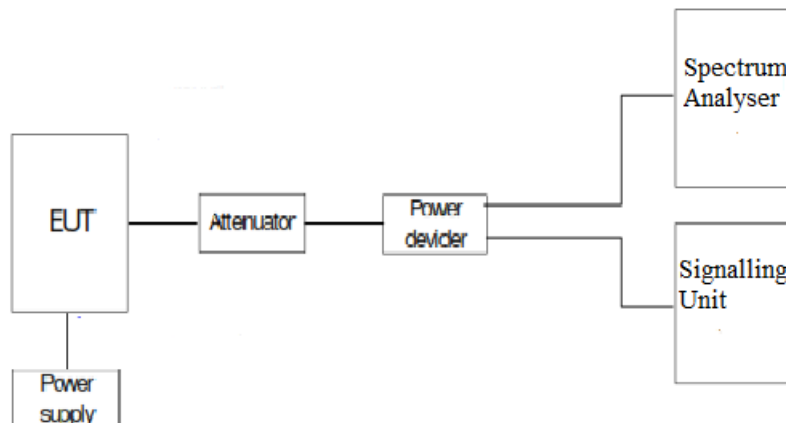 Spectrum
Analyser
EUT
Attenuator
Power
devider
Signalling
Unit
Power
supply